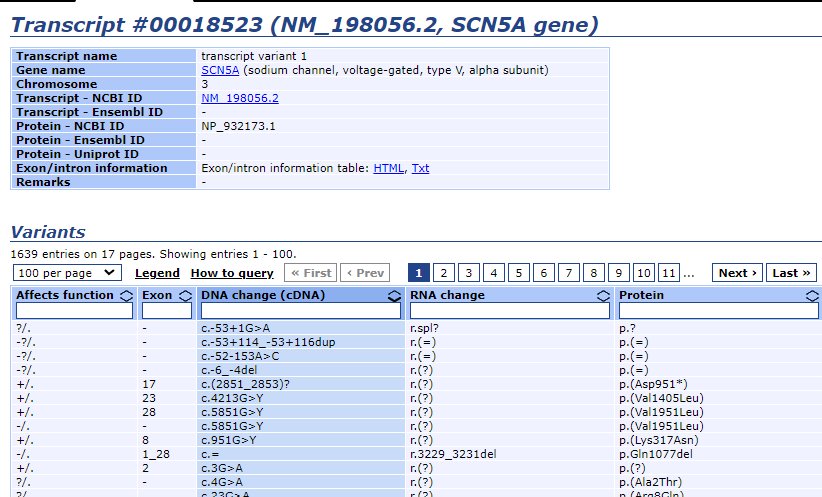 Transcript #00018523 (NM_198056.2, SCN5A gene)
Transcript name transcript variant 1
Gene name SCN5A (sodium channel, voltage-gated, type V, alpha subunit)
Chromosome 3
Transcript - NCBI ID NM_198056.2
Transcript - Ensembl ID -
Protein - NCBI ID NP_932173.1
Protein - Ensembl ID -
Protein - Uniprot ID -
Exon/intron information Exon/intron information table: HTML, Txt
Remarks -
Variants
1639 entries on 17 pages. Showing entries 1 - 100.
100 per page Legend How to query « First ‹ Prev 1 2 3 4 5 6 7 8 9 10 11 ... Next › Last »
Affects function Exon DNA change (cDNA) RNA change Protein
?/. - c.-53+1G>A r.spl? p.?
-?/. - c.-53+114_-53+116dup r.(=) p.(=)
-?/. - c.-52-153A>C r.(=) p.(=)
-?/. - c.-6_-4del r.(?) p.(=)
+/. 17 c.(2851_2853)? r.(?) p.(Asp951*)
+/. 23 c.4213G>Y r.(?) p.(Val1405Leu)
+/. 28 c.5851G>Y r.(?) p.(Val1951Leu)
-/. - c.5851G>Y r.(?) p.(Val1951Leu)
+/. 8 c.951G>Y r.(?) p.(Lys317Asn)
-/. 1_28 c.= r.3229_3231del p.Gln1077del
+/. 2 c.3G>A r.(?) p.(?)
?/. - c.4G>A r.(?) p.(Ala2Thr)
?/. - c.23G>A r.(?) p.(Arg8Gln)